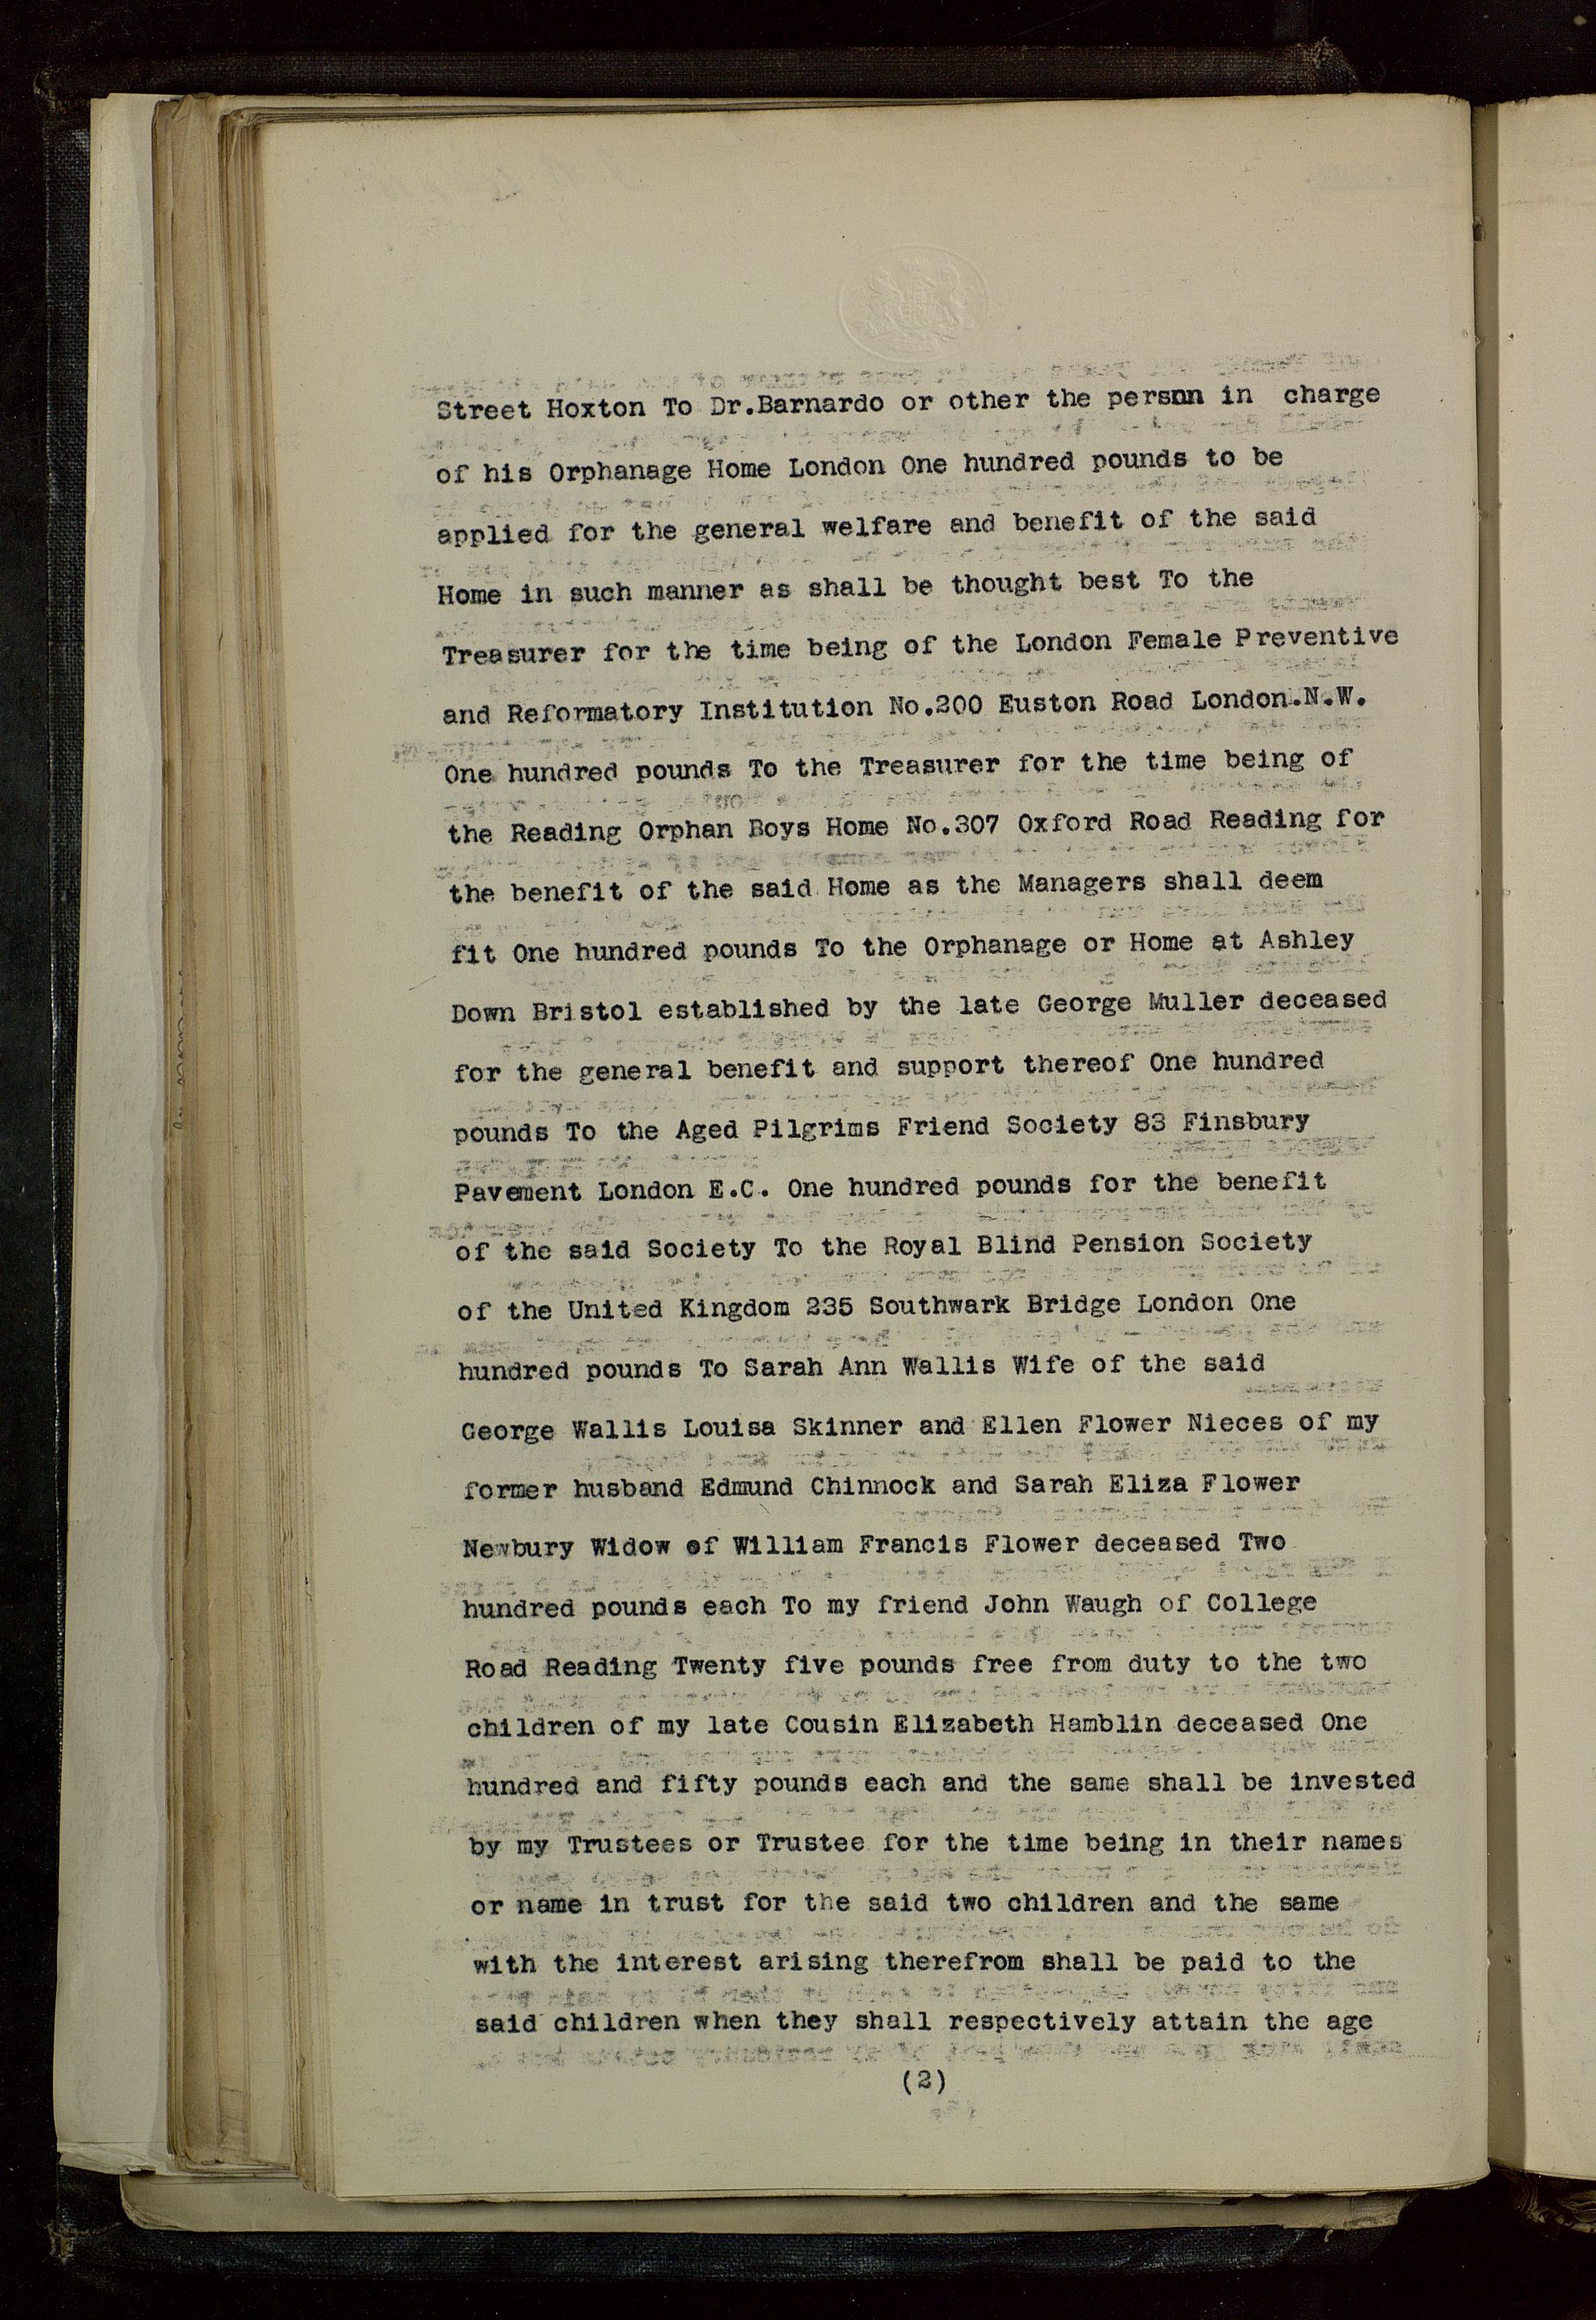 Street Hoxton To Dr.Barnardo or other the persnn in charge
of his Orphanage Home London One hundred pounds to be
applied for the general welfare and benefit of the said
Home in such manner as shall be thought best To the
Treasurer for the time being of the London Female Preventive
and Reformatory Institution No.200 Euston Road London.N.W.
One hundred pounds To the Treasurer for the time being of
the Reading Orphan Boys Home No.307 Oxford Road Reading for
the benefit of the said Home as the Managers shall deem
fit One hundred pounds To the Orphanage or Home at Ashley
Down Bristol established by the late George Muller deceased
for the general benefit and support thereof One hundred
pounds To the Aged Pilgrims Friend Society 83 Finsbury
Pavement London E.C. One hundred pounds for the benefit
of the said Society To the Royal Blind Pension Society
of the United Kingdom 235 Southwark Bridge London One
hundred pounds To Sarah Ann Wallis Wife of the said
George Wallis Louisa Skinner and Ellen Flower Nieces of my
former husband Edmund Chinnock and Sarah Eliza Flower
Newbury Widow of William Francis Flower deceased Two
hundred pounds each To my friend John Waugh of College
Road Reading Twenty five pounds free from duty to the two
children of my late Cousin Elizabeth Hamblin deceased One
hundred and fifty pounds each and the same shall be invested
by my Trustees or Trustee for the time being in their names
or name in trust for the said two children and the same
with the interest arising therefrom shall be paid to the
said children when they shall respectively attain the age
(2)